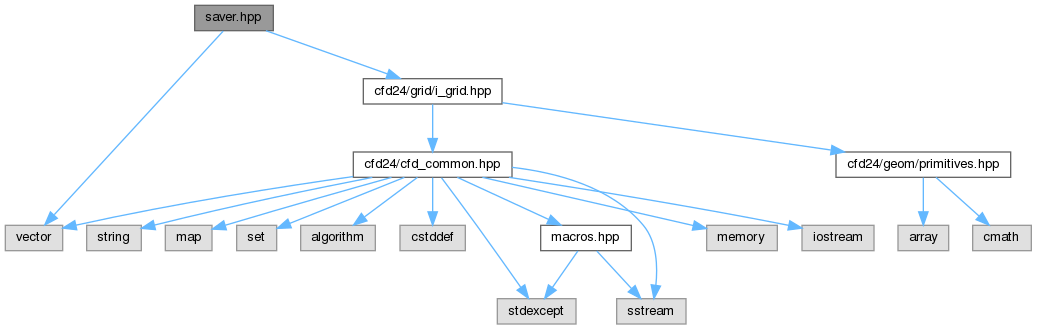 saver.hpp
cfd24/grid/i_grid.hpp
cfd24/cfd_common.hpp
cfd24/geom/primitives.hpp
vector
string
map
set
algorithm
cstddef
macros.hpp
memory
iostream
array
cmath
stdexcept
sstream